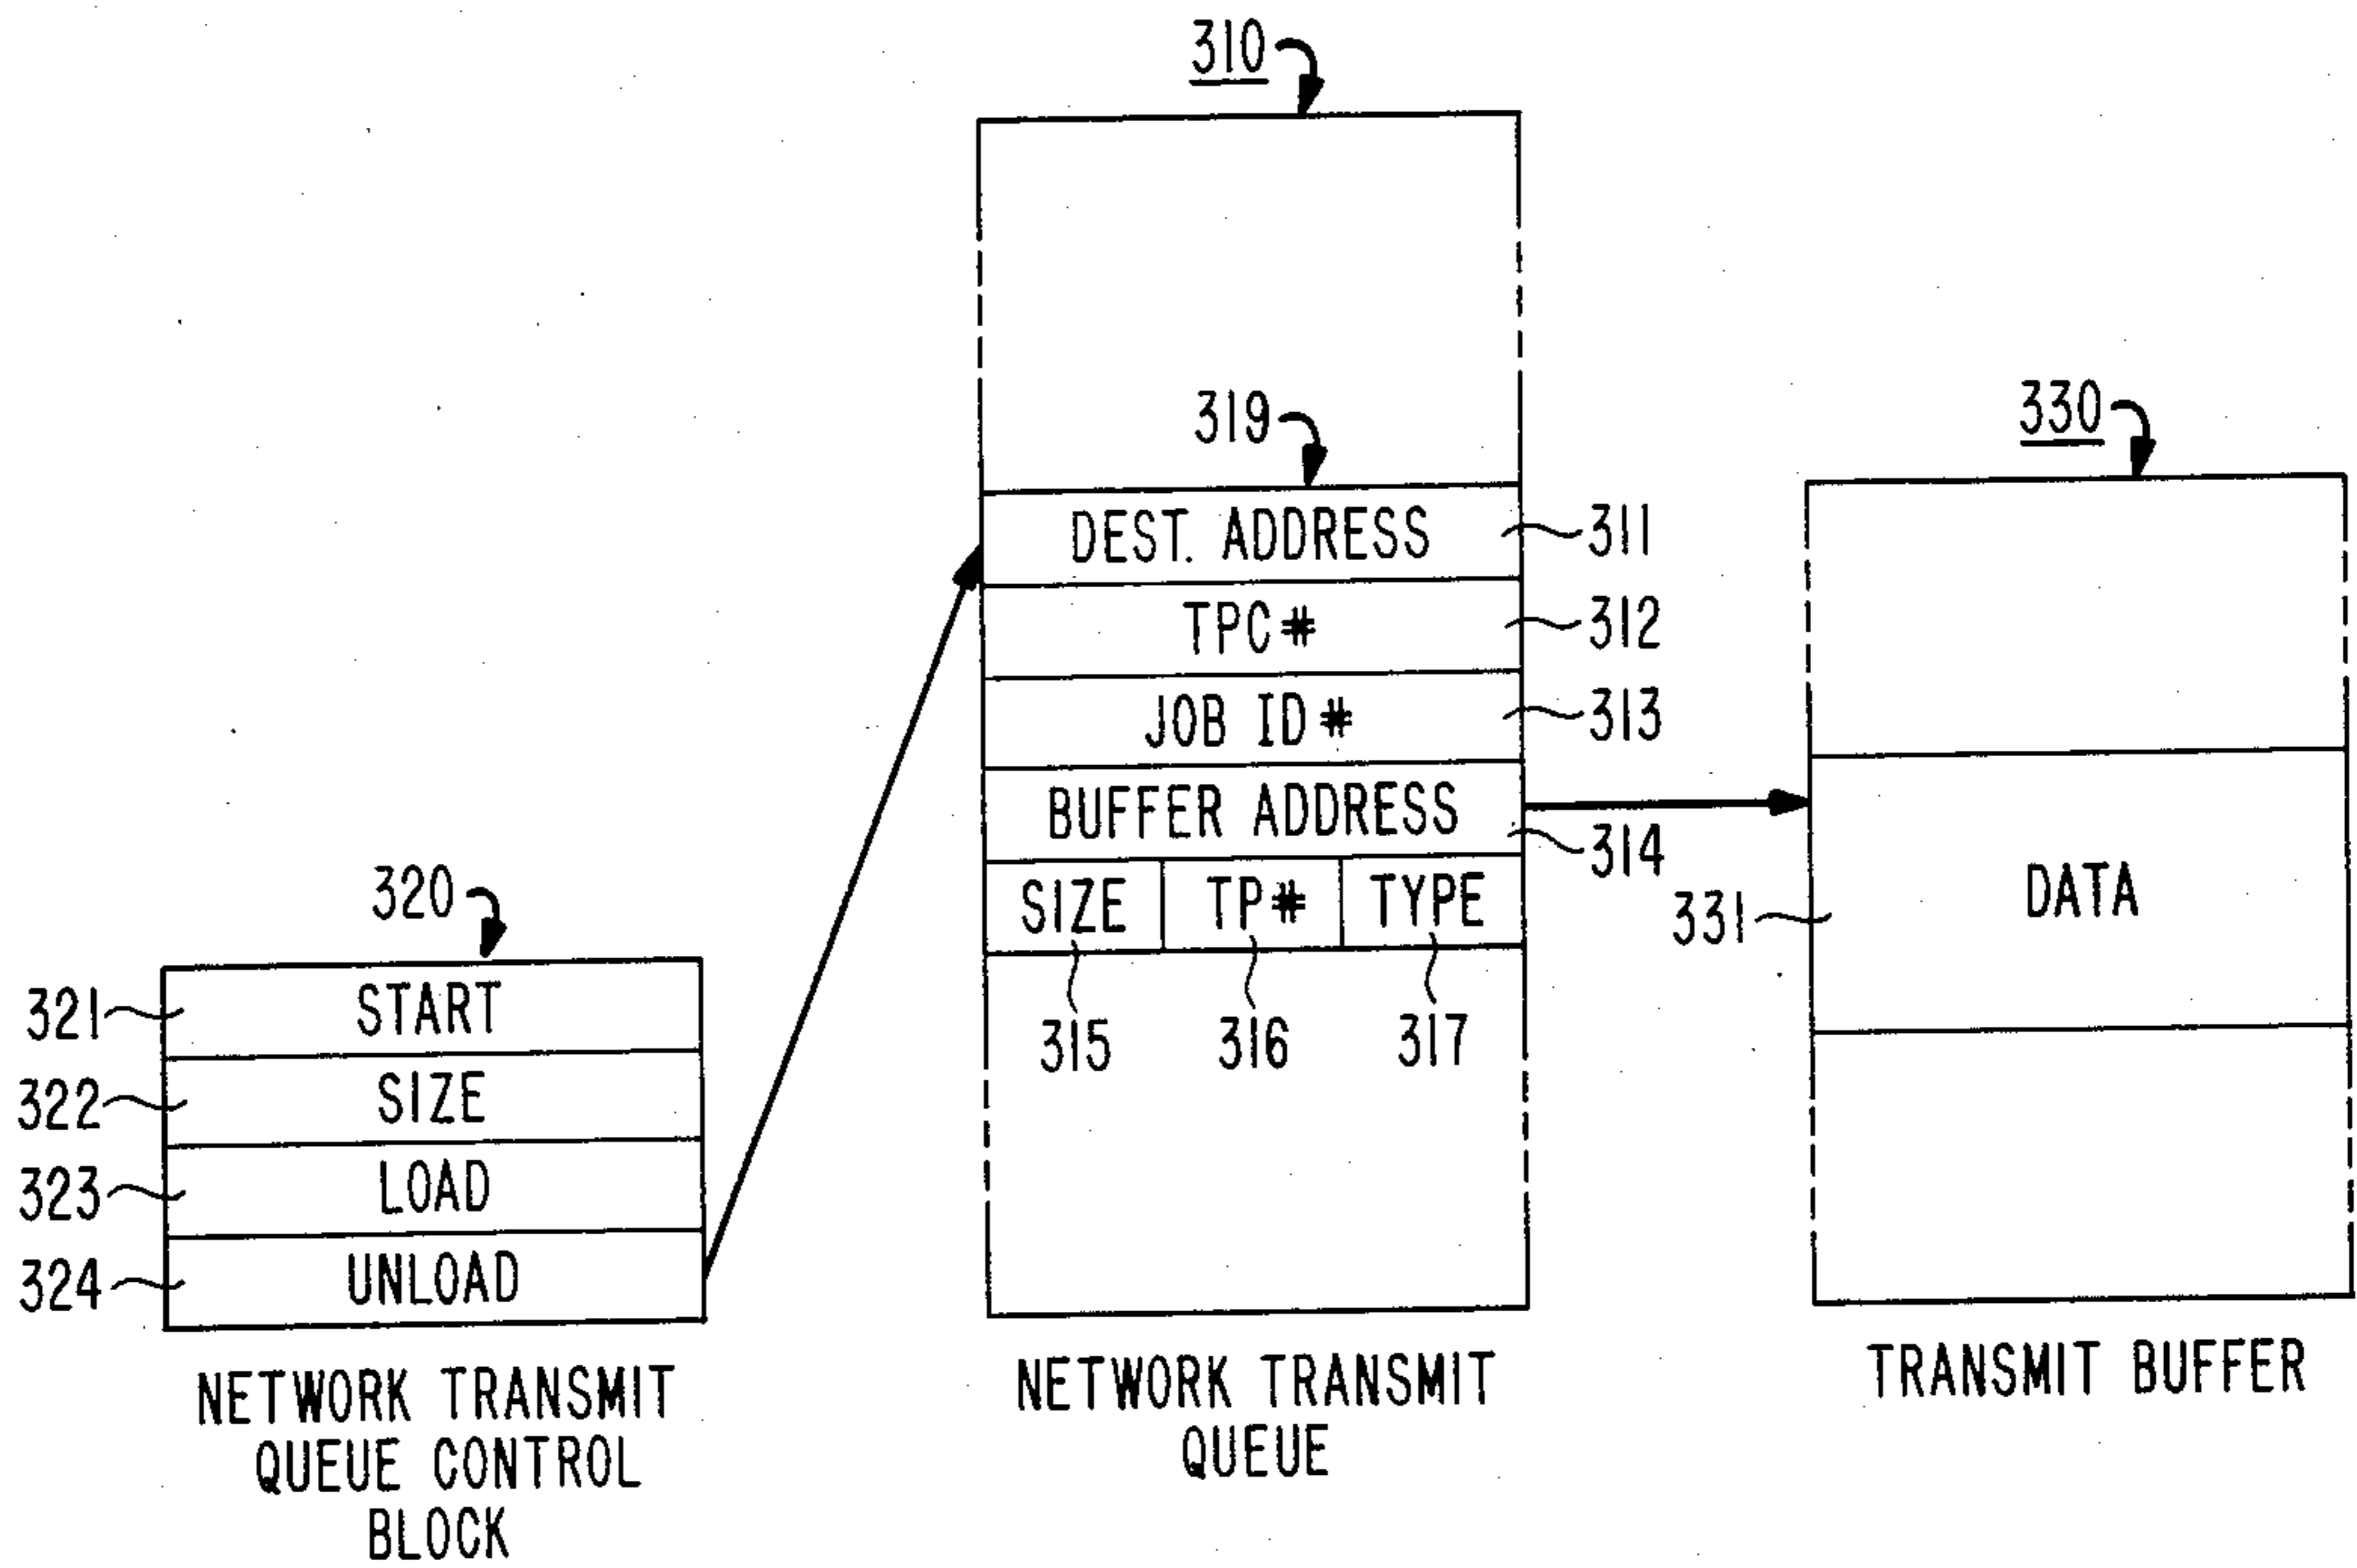 310
319
DEST. ADDRESS
311
TPC #
312
JOB ID #
313
BUFFER ADDRESS
314
SIZE
TP#
TYPE
315
316
317
NETWORK TRANSMIT
QUEUE
320
321
START
322
SIZE
323
LOAD
324
UNLOAD
NETWORK TRANSMIT
QUEUE CONTROL
BLOCK
330
331
DATA
TRANSMIT BUFFER